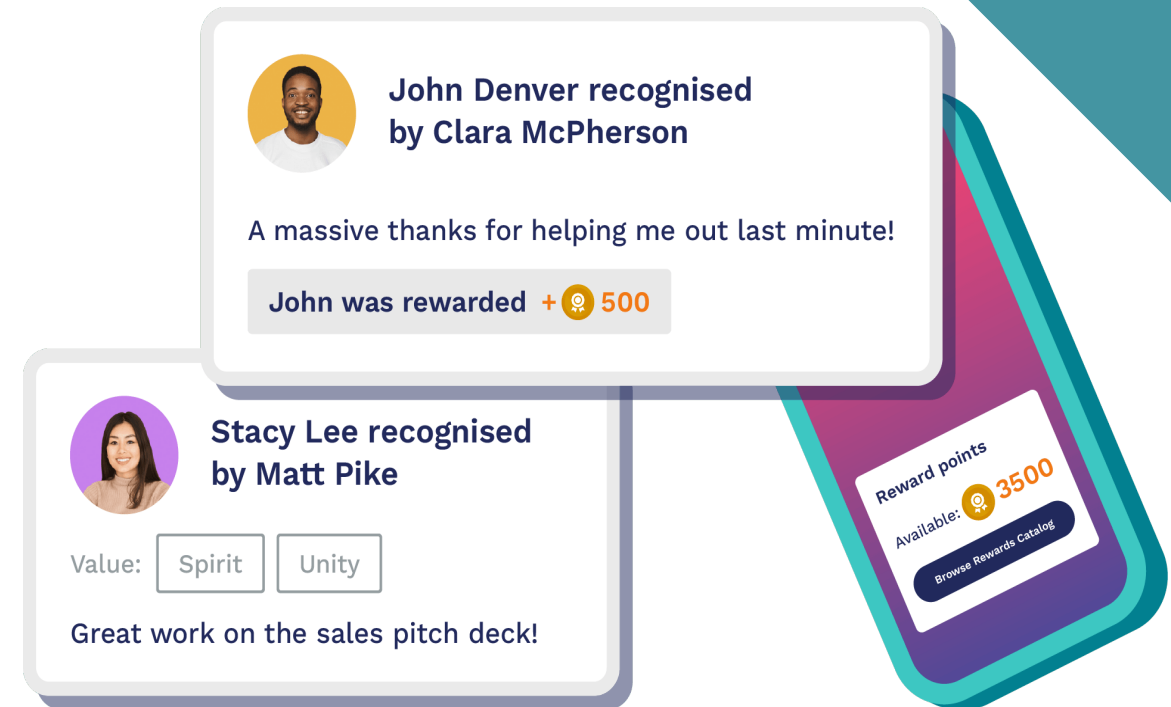 John Denver recognised
by Clara McPherson
A massive thanks for helping me out last minute!
John was rewarded + 500
Stacy Lee recognised
by Matt Pike
Value: Spirit Unity
Great work on the sales pitch deck!
Reward points
Available: 3500
Browse Rewards Catalog